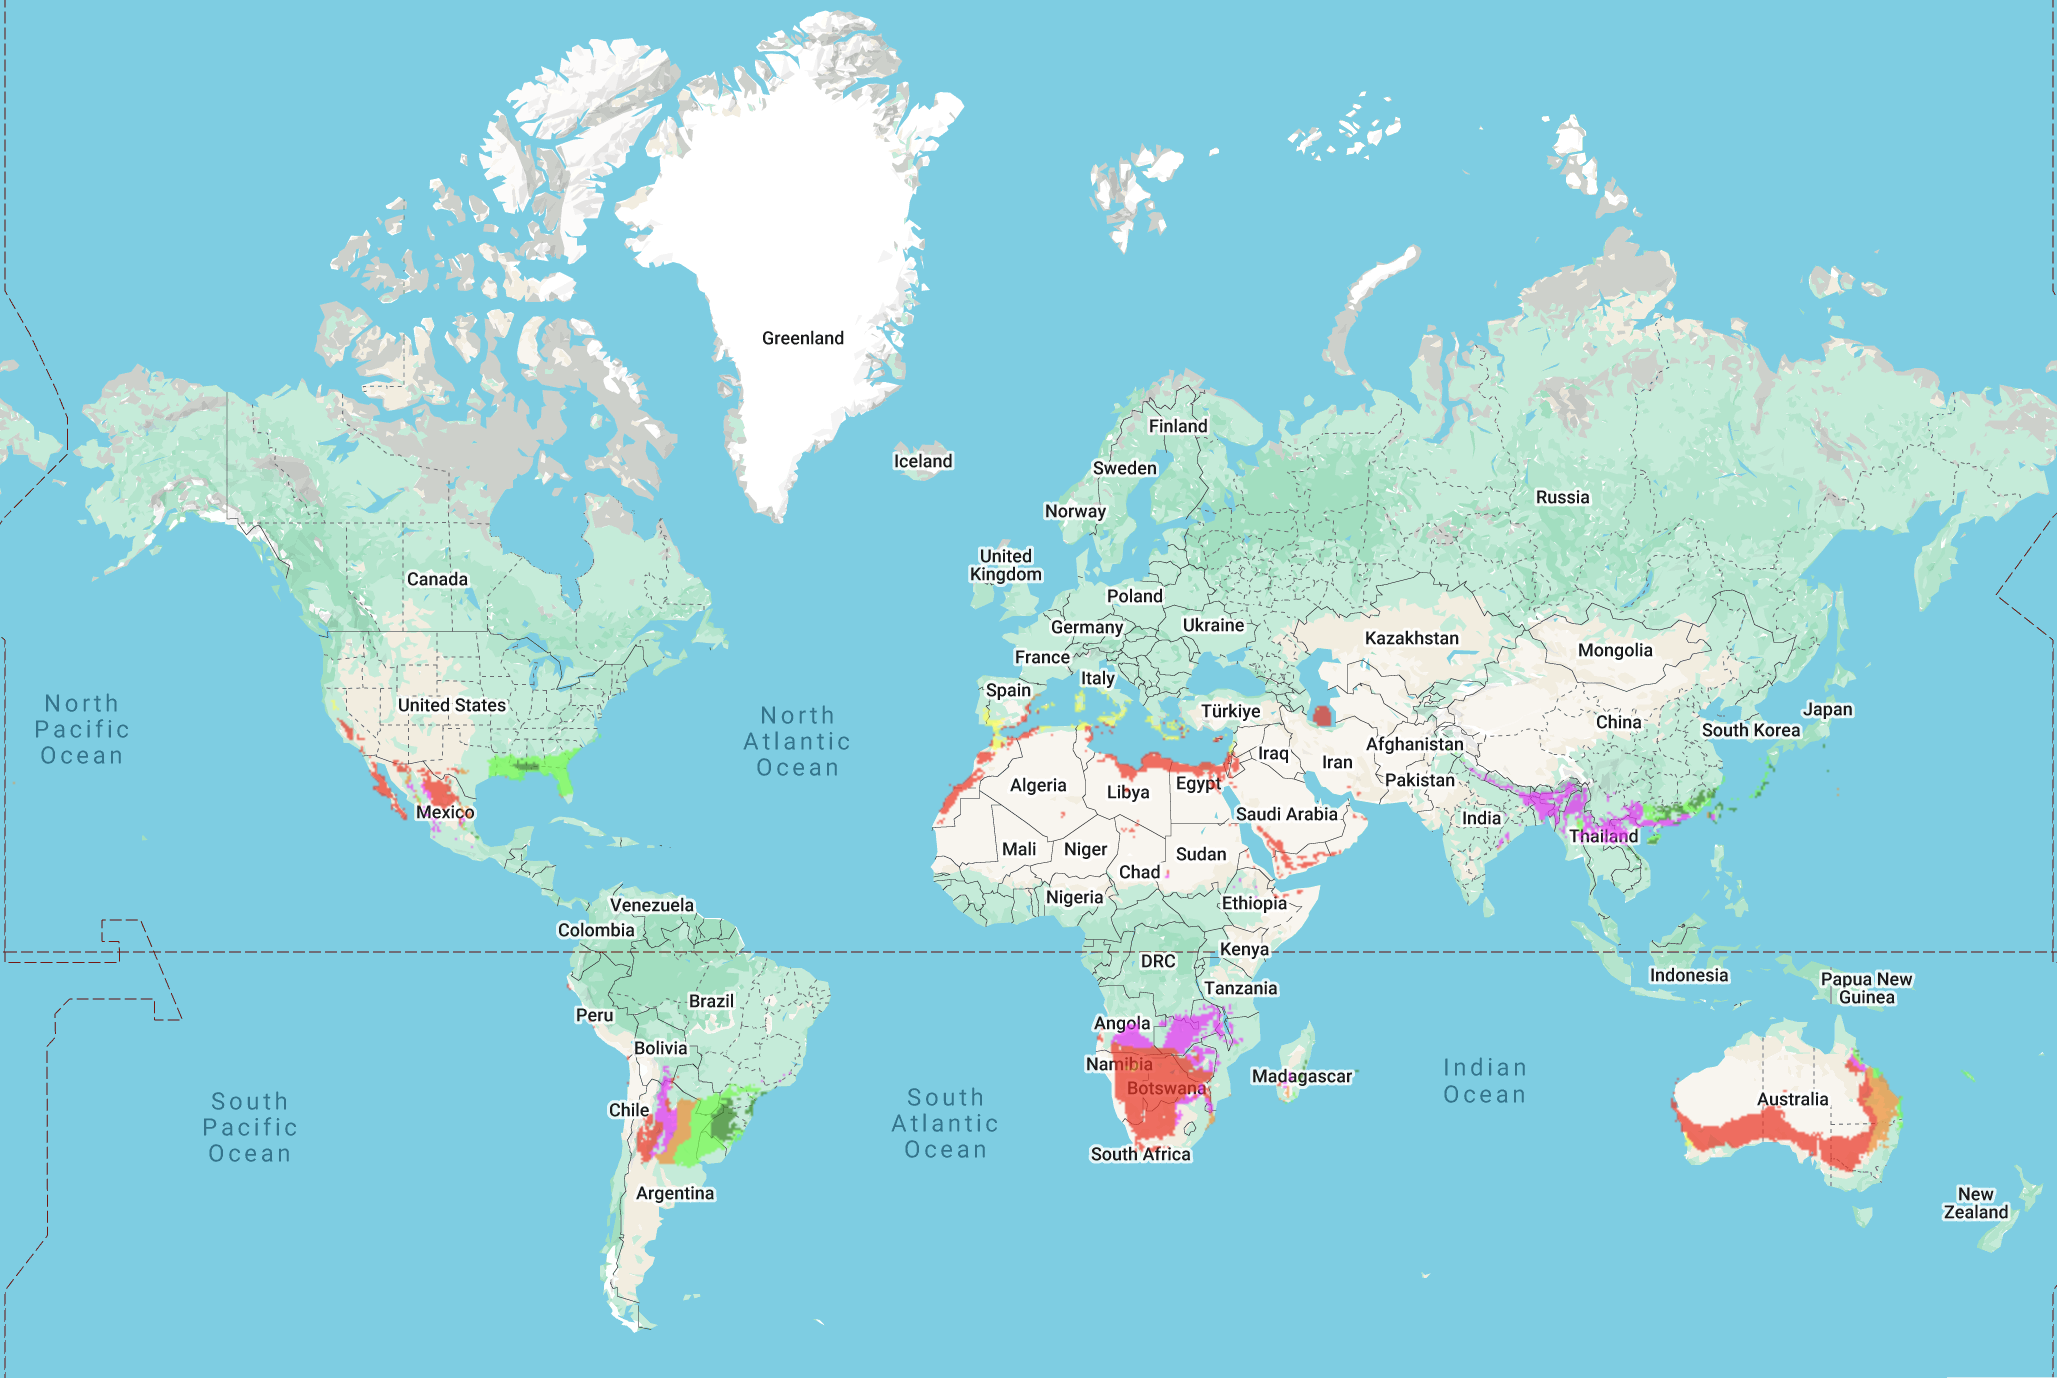 Greenland
Finland
Iceland
Sweden
Russia
Norway
United
Kingdom
Canada
Poland
Germany
Ukraine
Kazakhstan
Mongolia
France
Italy
Spain
United States
North
Pacific
Ocean
North
Atlantic
Ocean
Türkiye
China
Japan
South Korea
Afghanistan
Iraq
Iran
Pakistan
Algeria
Libya
Egypt
Mexico
Saudi Arabia
India
Thailand
Mali
Niger
Sudan
Chad
Nigeria
Ethiopia
Venezuela
Colombia
Kenya
DRC
Indonesia
Papua New
Guinea
Tanzania
Brazil
Peru
Angola
Bolivia
Namibia
Botswana
Madagascar
Indian
Ocean
Australia
Chile
South
Pacific
Ocean
South
Atlantic
Ocean
South Africa
Argentina
New
Zealand